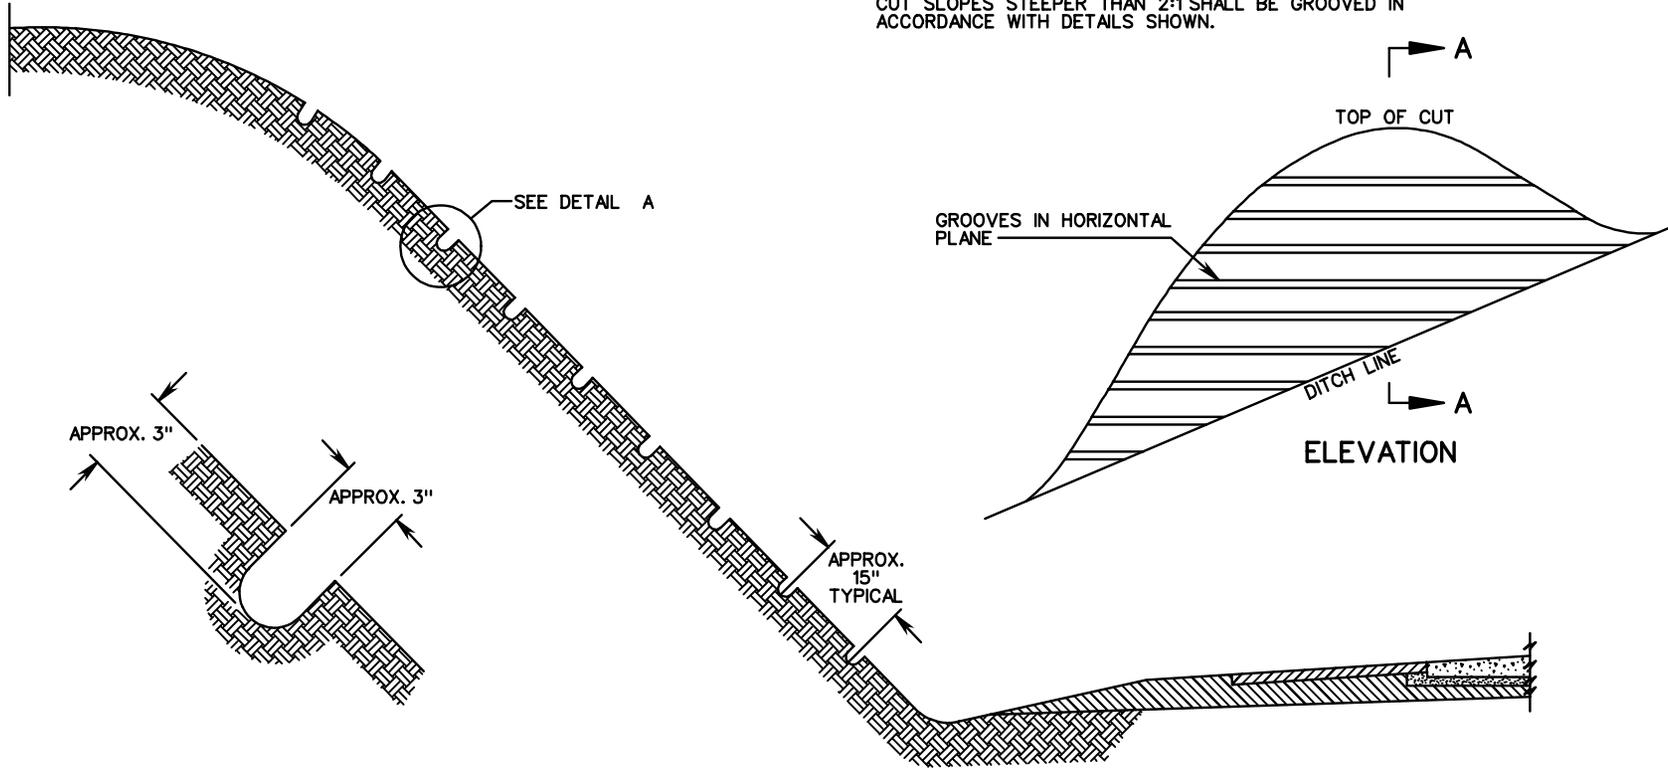 CUT SLOPES STEEPER THAN 2:1 SHALL BE GROOVED IN
ACCORDANCE WITH DETAILS SHOWN.
A
TOP OF CUT
SEE DETAIL A
GROOVES IN HORIZONTAL
PLANE
DITCH LINE
A
ELEVATION
APPROX. 3"
APPROX. 3"
APPROX.
15"
TYPICAL